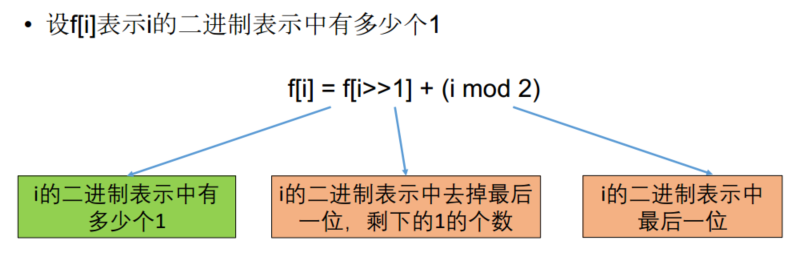 • 设f[i]表示i的二进制表示中有多少个1
f[i] = f[i>>1] + (i mod 2)
i的二进制表示中有
多少个1
i的二进制表示中去掉最后
一位，剩下的1的个数
i的二进制表示中
最后一位